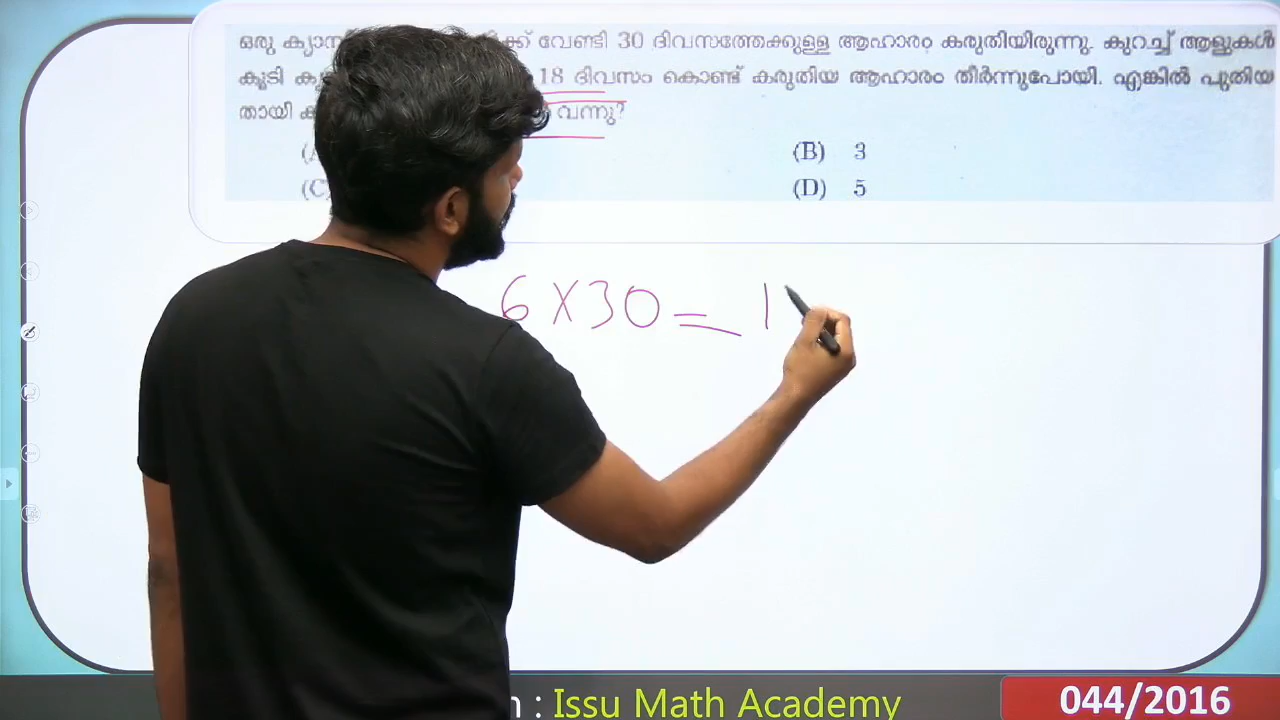 ഒരു വേണ്ടി 30 ദിവസത്തേക്കുള്ള ആഹാരം കരുതിയിരുന്നു. കുറച്ച് ആളുകൾ
കൂടി 18 ദിവസം കൊണ്ട് കരുതിയ ആഹാരം തീർന്നുപോയി. എങ്കിൽ പുതിയ
തായി വന്നു?
(B) 3
(D) 5
6 X 30 = 1
: Issu Math Academy
044/2016